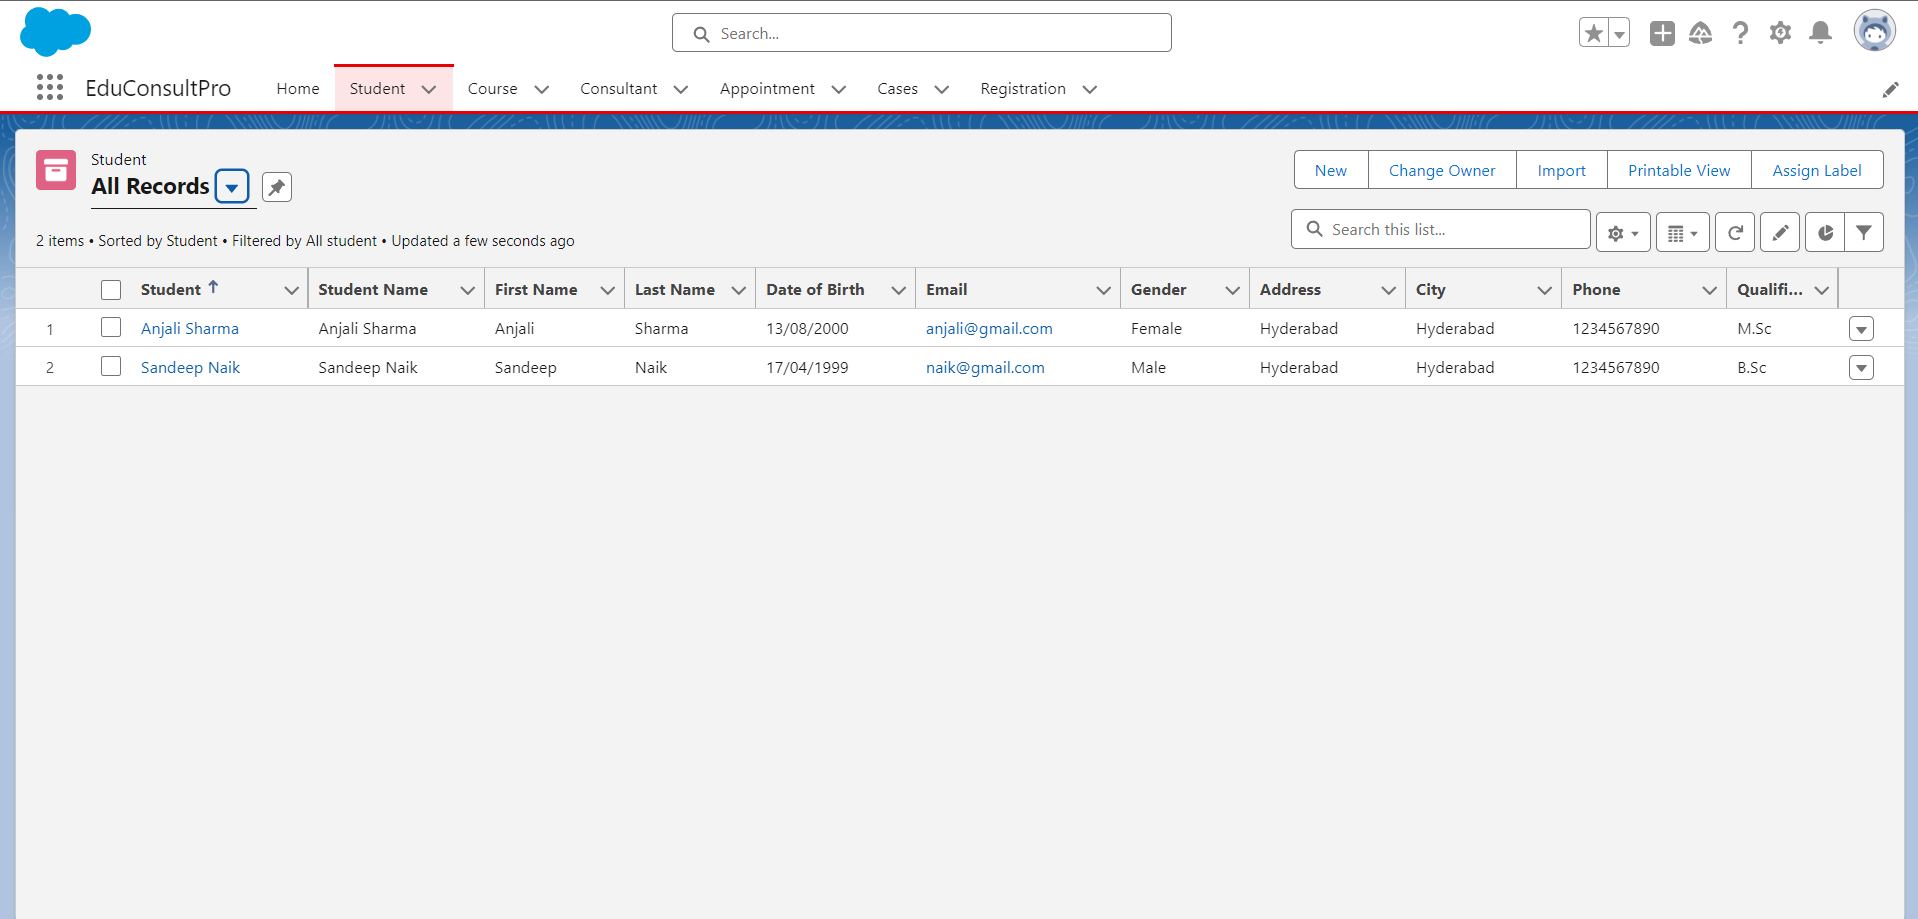 Search...
EduConsultPro Home Student Course Consultant Appointment Cases Registration
Student
All Records
New Change Owner Import Printable View Assign Label
2 items • Sorted by Student • Filtered by All student • Updated a few seconds ago
Search this list...
Student Student Name First Name Last Name Date of Birth Email Gender Address City Phone Qualifi...
1 Anjali Sharma Anjali Sharma Anjali Sharma 13/08/2000 anjali@gmail.com Female Hyderabad Hyderabad 1234567890 M.Sc
2 Sandeep Naik Sandeep Naik Sandeep Naik 17/04/1999 naik@gmail.com Male Hyderabad Hyderabad 1234567890 B.Sc